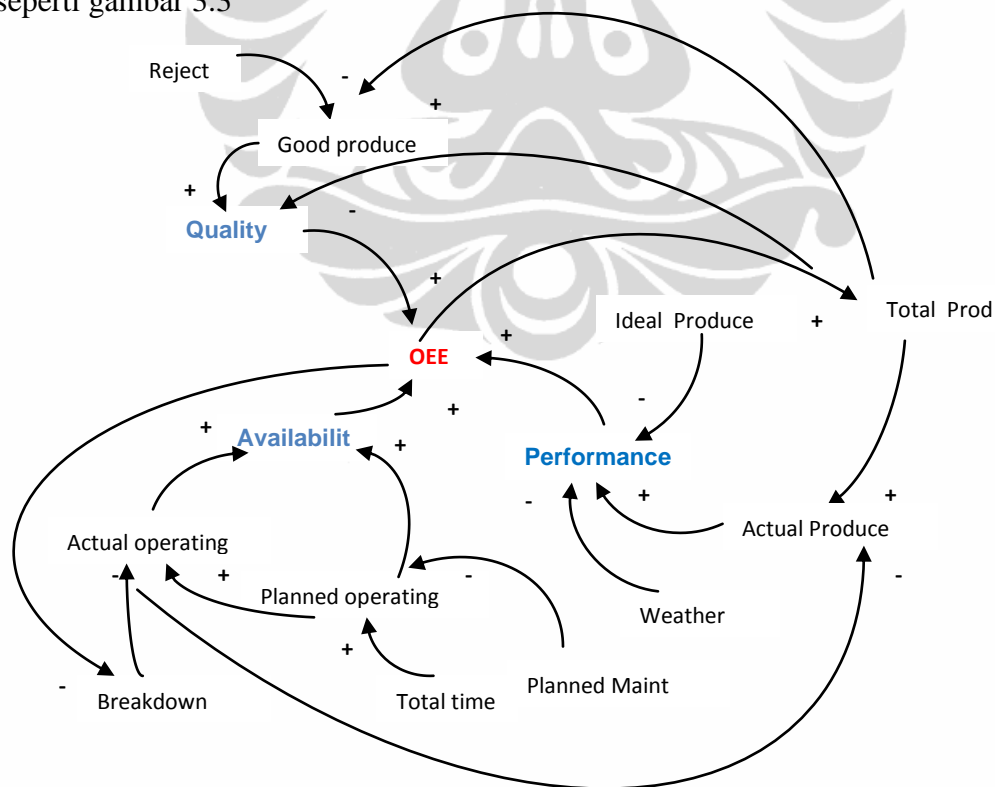 seperti gambar 3.3
Reject
-
+
Good produce
+
Quality
-
+
Ideal Produce
+
Total Prod
+
OEE
-
+
+
Availabilit
+
Performance
-
+
+
Actual Produce
Actual operating
-
+
-
-
Planned operating
Weather
+
-
Breakdown
Total time
Planned Maint